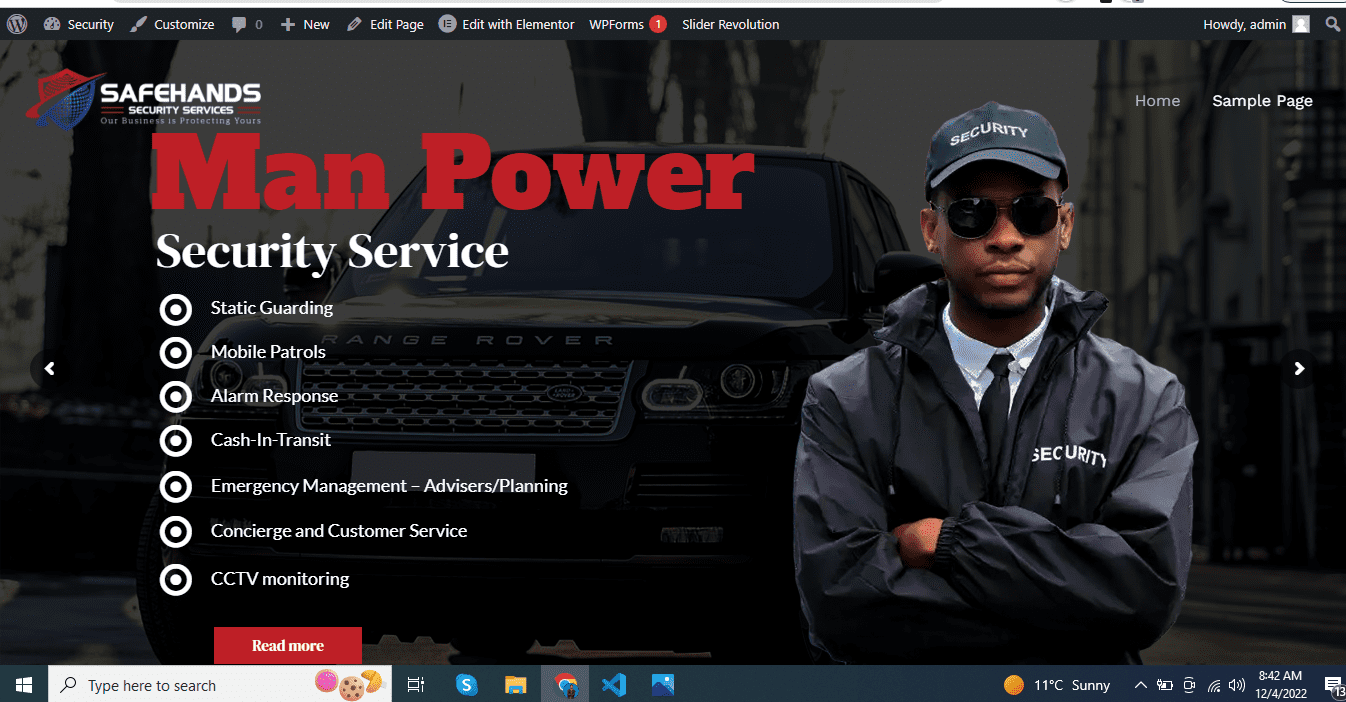 Security
Customize
0
New
Edit Page
Edit with Elementor
WPForms 1
Slider Revolution
Howdy, admin
SAFEHANDS
SECURITY SERVICES
Our Business is Protecting Yours
Home
Sample Page
Man Power
Security Service
Static Guarding
Mobile Patrols
Alarm Response
Cash-In-Transit
Emergency Management – Advisers/Planning
Concierge and Customer Service
CCTV monitoring
Read more
RANGE ROVER
SECURITY
SECURITY
Type here to search
11°C Sunny
8:42 AM
12/4/2022
13